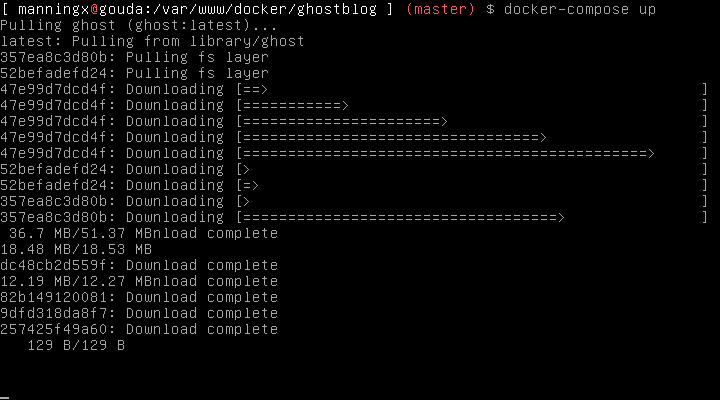 [ manningx@gouda:/var/www/docker/ghostblog ] (master) $ docker-compose up
Pulling ghost (ghost:latest)...
latest: Pulling from library/ghost
357ea8c3d80b: Pulling fs layer
52befadefd24: Pulling fs layer
47e99d7dcd4f: Downloading [==>                                                ]
47e99d7dcd4f: Downloading [===========>                                       ]
47e99d7dcd4f: Downloading [======================>                            ]
47e99d7dcd4f: Downloading [=================================>                 ]
47e99d7dcd4f: Downloading [=============================================>     ]
52befadefd24: Downloading [>                                                  ]
52befadefd24: Downloading [=>                                                 ]
357ea8c3d80b: Downloading [>                                                  ]
357ea8c3d80b: Downloading [===================================>               ]
 36.7 MB/51.37 MBnload complete
18.48 MB/18.53 MB
dc48cb2d559f: Download complete
12.19 MB/12.27 MBnload complete
82b149120081: Download complete
9dfd318da8f7: Download complete
257425f49a60: Download complete
   129 B/129 B